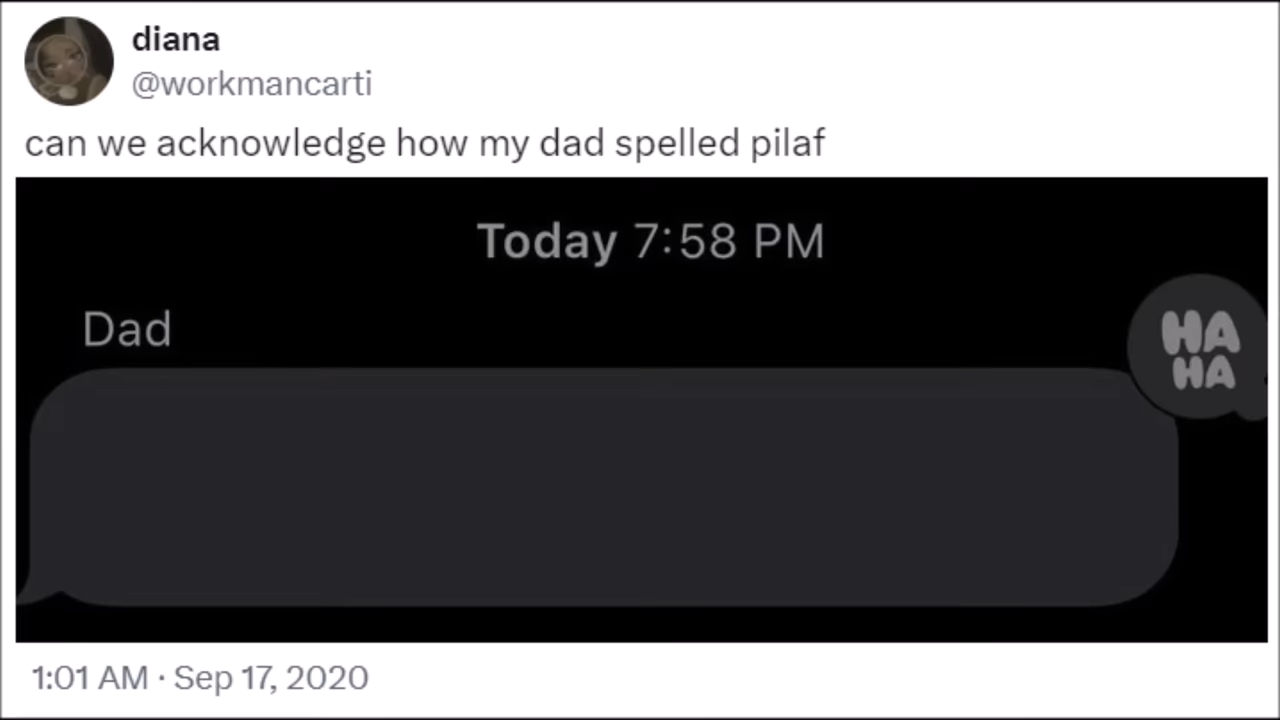 diana
@workmancarti
can we acknowledge how my dad spelled pilaf
Today 7:58 PM
Dad
HA
HA
1:01 AM · Sep 17, 2020